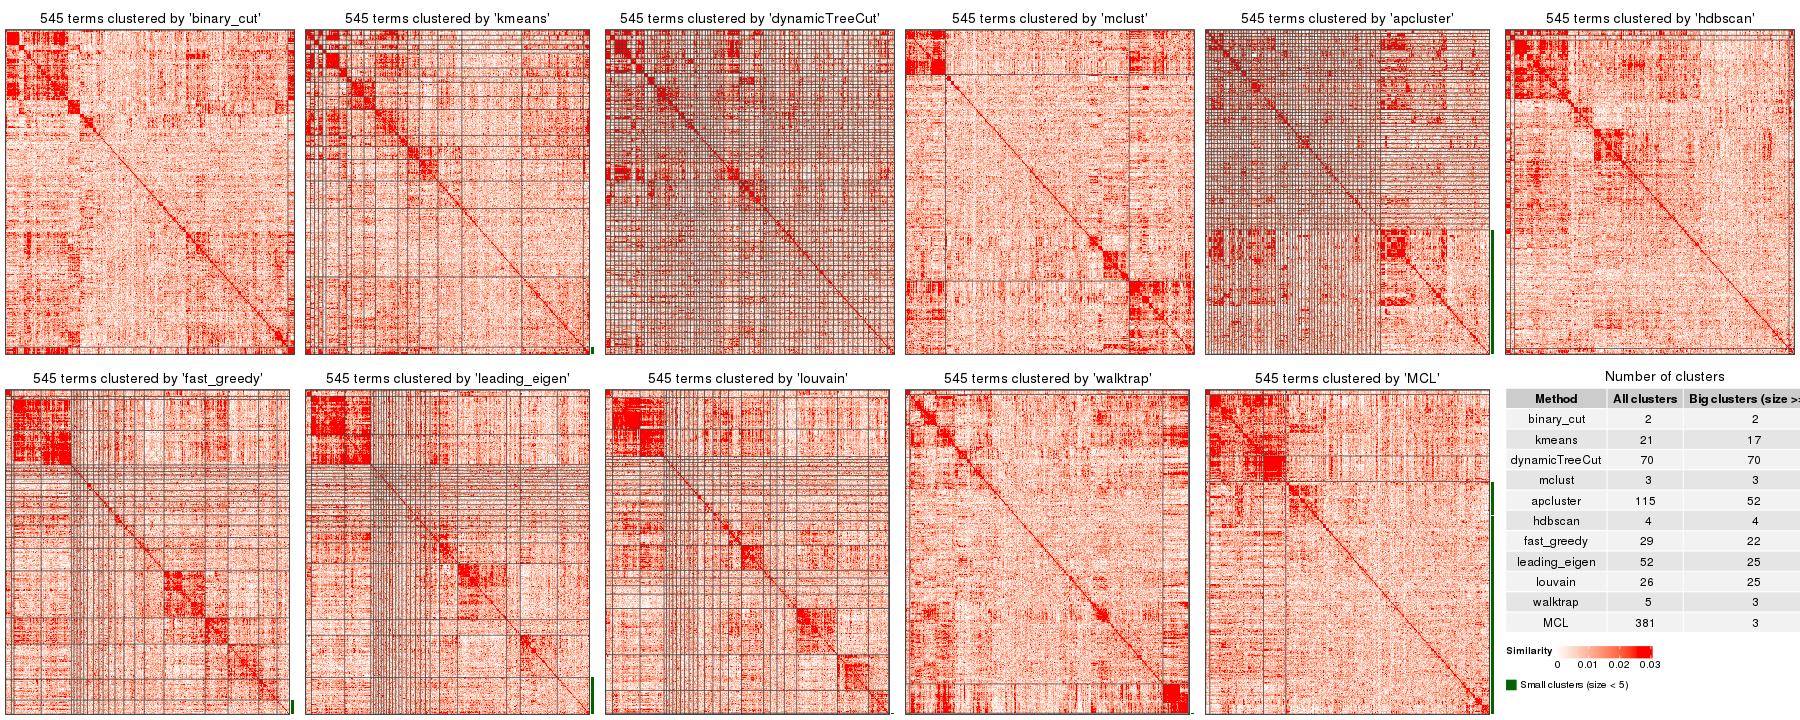 545 terms clustered by 'binary_cut'
545 terms clustered by 'kmeans'
545 terms clustered by 'dynamicTreeCut'
545 terms clustered by 'mclust'
545 terms clustered by 'apcluster'
545 terms clustered by 'hdbscan'
545 terms clustered by 'fast_greedy'
545 terms clustered by 'leading_eigen'
545 terms clustered by 'louvain'
545 terms clustered by 'walktrap'
545 terms clustered by 'MCL'
Number of clusters
Method All clusters Big clusters (size >=
binary_cut 2 2
kmeans 21 17
dynamicTreeCut 70 70
mclust 3 3
apcluster 115 52
hdbscan 4 4
fast_greedy 29 22
leading_eigen 52 25
louvain 26 25
walktrap 5 3
MCL 381 3
Similarity
0 0.01 0.02 0.03
Small clusters (size < 5)